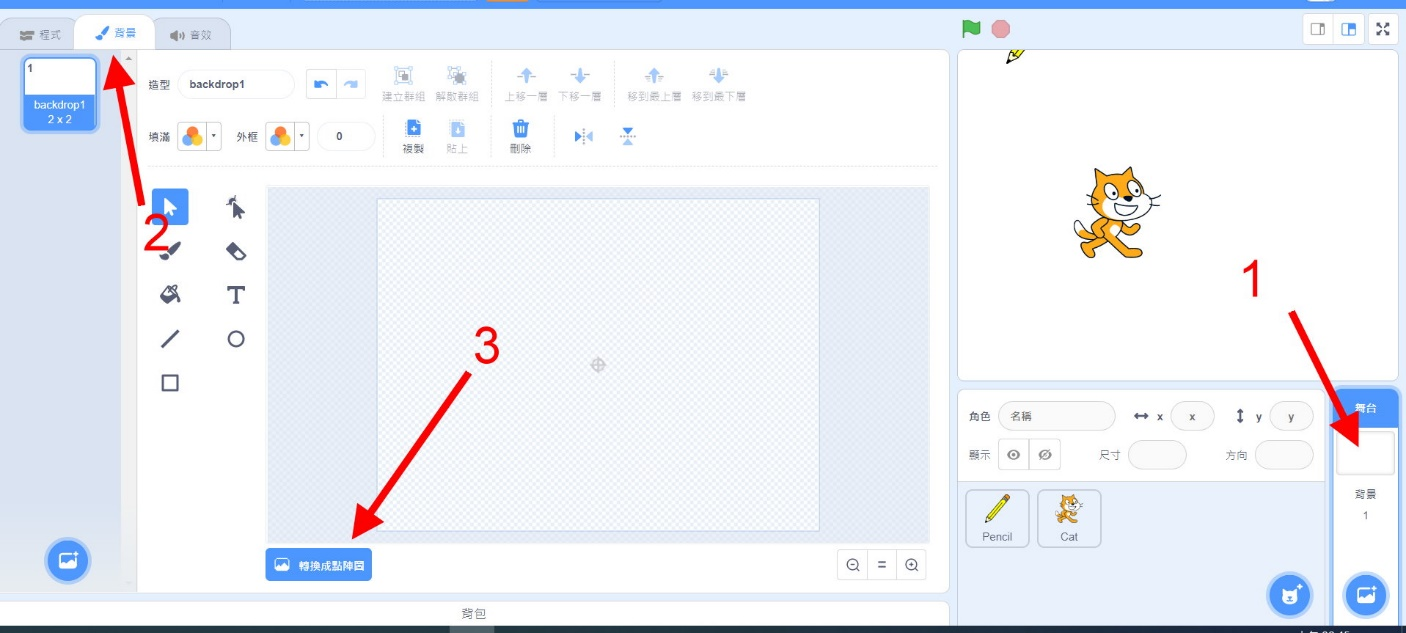 程式
背景
音效
1
backdrop1
2 x 2
造型
backdrop1
建立群組
解散群組
上移一層
下移一層
移到最上層
移到最下層
填滿
外框
0
複製
貼上
刪除
2
3
1
轉換成點陣圖
背包
角色
名稱
x
x
y
y
顯示
尺寸
方向
Pencil
Cat
舞台
背景
1